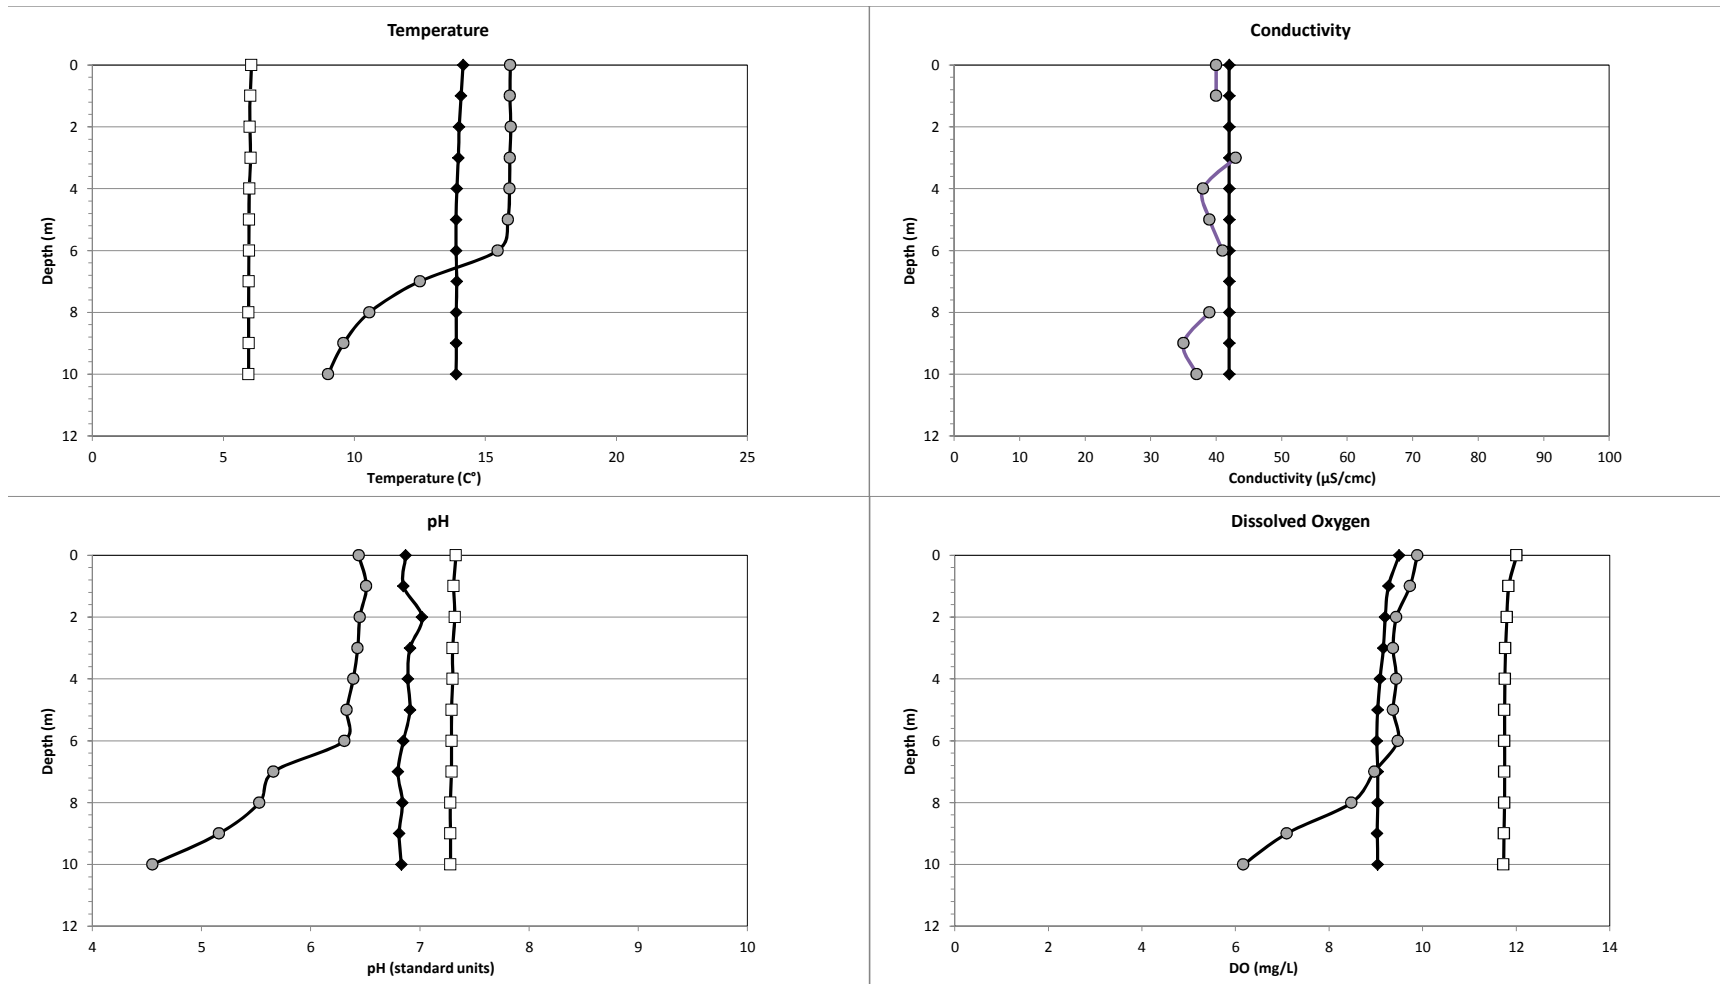 Temperature
0
2
4
6
8
10
12
Depth (m)
0 5 10 15 20 25
Temperature (C°)
Conductivity
0
2
4
6
8
10
12
Depth (m)
0 10 20 30 40 50 60 70 80 90 100
Conductivity (µS/cmc)
pH
0
2
4
6
8
10
12
Depth (m)
4 5 6 7 8 9 10
pH (standard units)
Dissolved Oxygen
0
2
4
6
8
10
12
Depth (m)
0 2 4 6 8 10 12 14
DO (mg/L)